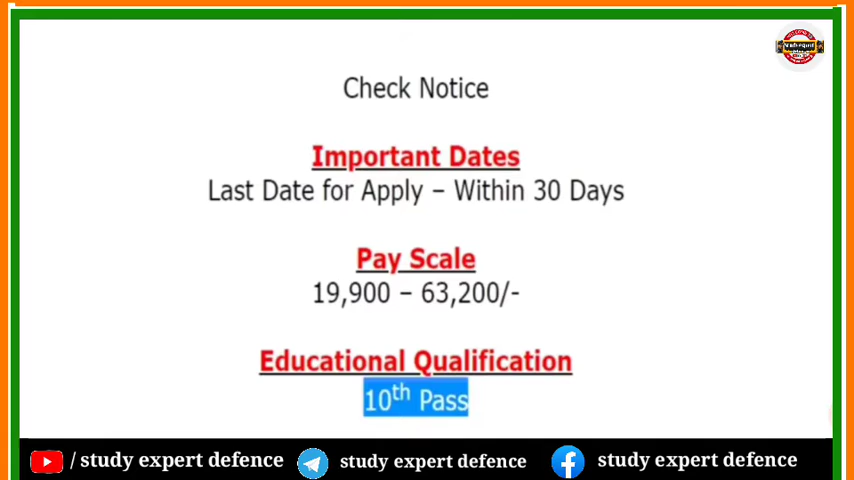 Check Notice
Important Dates
Last Date for Apply – Within 30 Days
Pay Scale
19,900 – 63,200/-
Educational Qualification
10th Pass
/ study expert defence
study expert defence
study expert defence